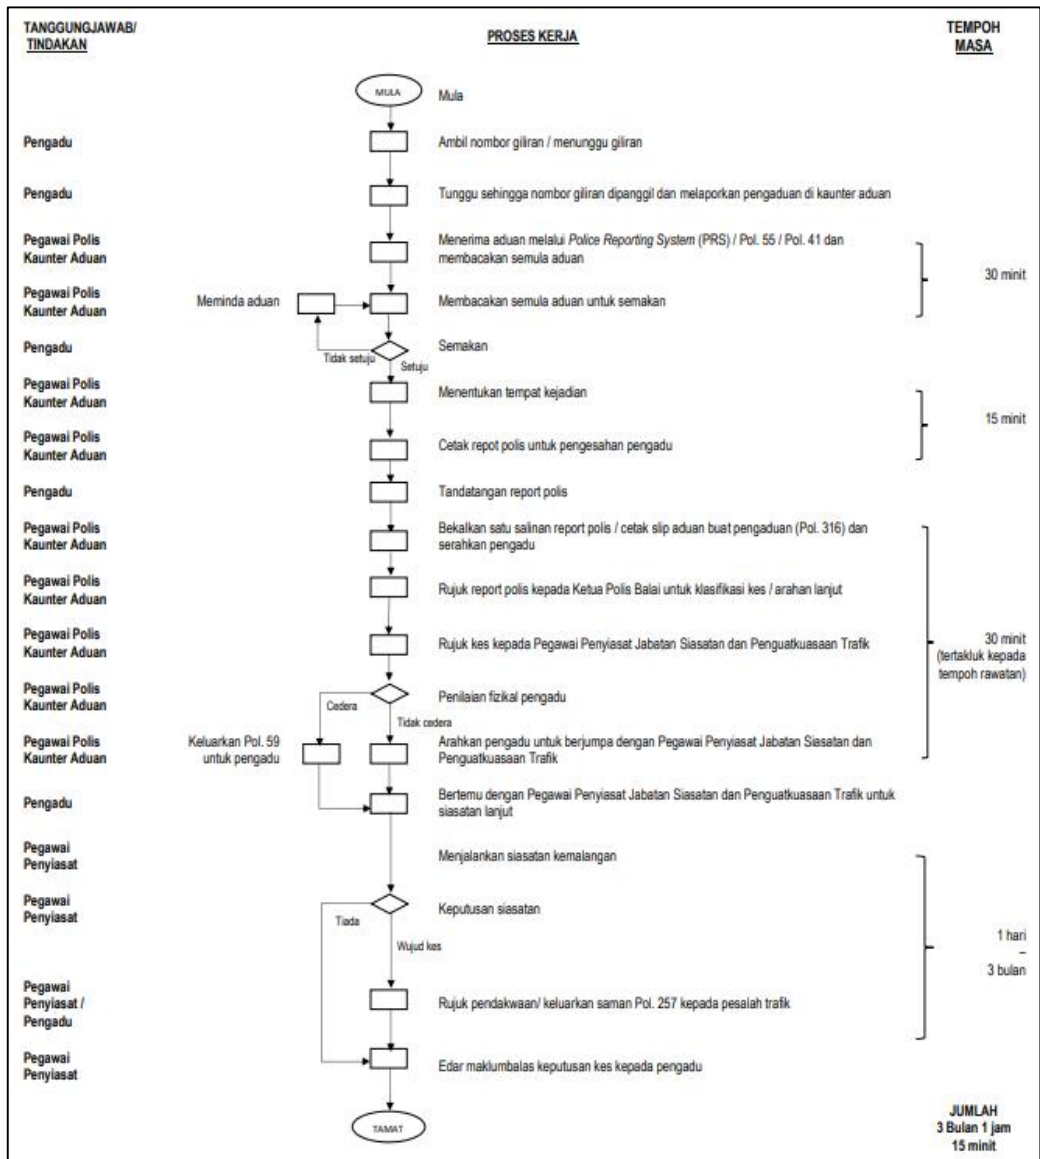 TANGGUNGJAWAB/
TINDAKAN
PROSES KERJA
TEMPOH
MASA
MULA
Mula
Pengadu
Ambil nombor giliran / menunggu giliran
Pengadu
Tunggu sehingga nombor giliran dipanggil dan melaporkan pengaduan di kaunter aduan
Pegawai Polis
Kaunter Aduan
Menerima aduan melalui Police Reporting System (PRS) / Pol. 55 / Pol. 41 dan
membacakan semula aduan
30 minit
Pegawai Polis
Kaunter Aduan
Meminda aduan
Membacakan semula aduan untuk semakan
Pengadu
Tidak setuju
Setuju
Semakan
Pegawai Polis
Kaunter Aduan
Menentukan tempat kejadian
15 minit
Pegawai Polis
Kaunter Aduan
Cetak repot polis untuk pengesahan pengadu
Pengadu
Tandatangan report polis
Pegawai Polis
Kaunter Aduan
Bekalkan satu salinan report polis / cetak slip aduan buat pengaduan (Pol. 316) dan
serahkan pengadu
Pegawai Polis
Kaunter Aduan
Rujuk report polis kepada Ketua Polis Balai untuk klasifikasi kes / arahan lanjut
Pegawai Polis
Kaunter Aduan
Rujuk kes kepada Pegawai Penyiasat Jabatan Siasatan dan Penguatkuasaan Trafik
30 minit
(tertakluk kepada
tempoh rawatan)
Pegawai Polis
Kaunter Aduan
Cedera
Tidak cedera
Penilaian fizikal pengadu
Pegawai Polis
Kaunter Aduan
Keluarkan Pol. 59
untuk pengadu
Arahkan pengadu untuk berjumpa dengan Pegawai Penyiasat Jabatan Siasatan dan
Penguatkuasaan Trafik
Pengadu
Bertemu dengan Pegawai Penyiasat Jabatan Siasatan dan Penguatkuasaan Trafik untuk
siasatan lanjut
Pegawai
Penyiasat
Menjalankan siasatan kemalangan
Pegawai
Penyiasat
Tiada
Wujud kes
Keputusan siasatan
1 hari
–
3 bulan
Pegawai
Penyiasat /
Pengadu
Rujuk pendakwaan/ keluarkan saman Pol. 257 kepada pesalah trafik
Pegawai
Penyiasat
Edar maklumbalas keputusan kes kepada pengadu
TAMAT
JUMLAH
3 Bulan 1 jam
15 minit